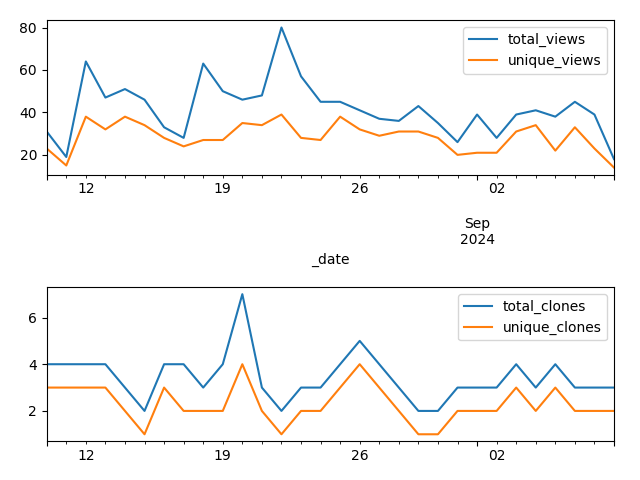 80
60
40
20
total_views
unique_views
12
19
26
02
Sep
2024
_date
6
4
2
total_clones
unique_clones
12
19
26
02